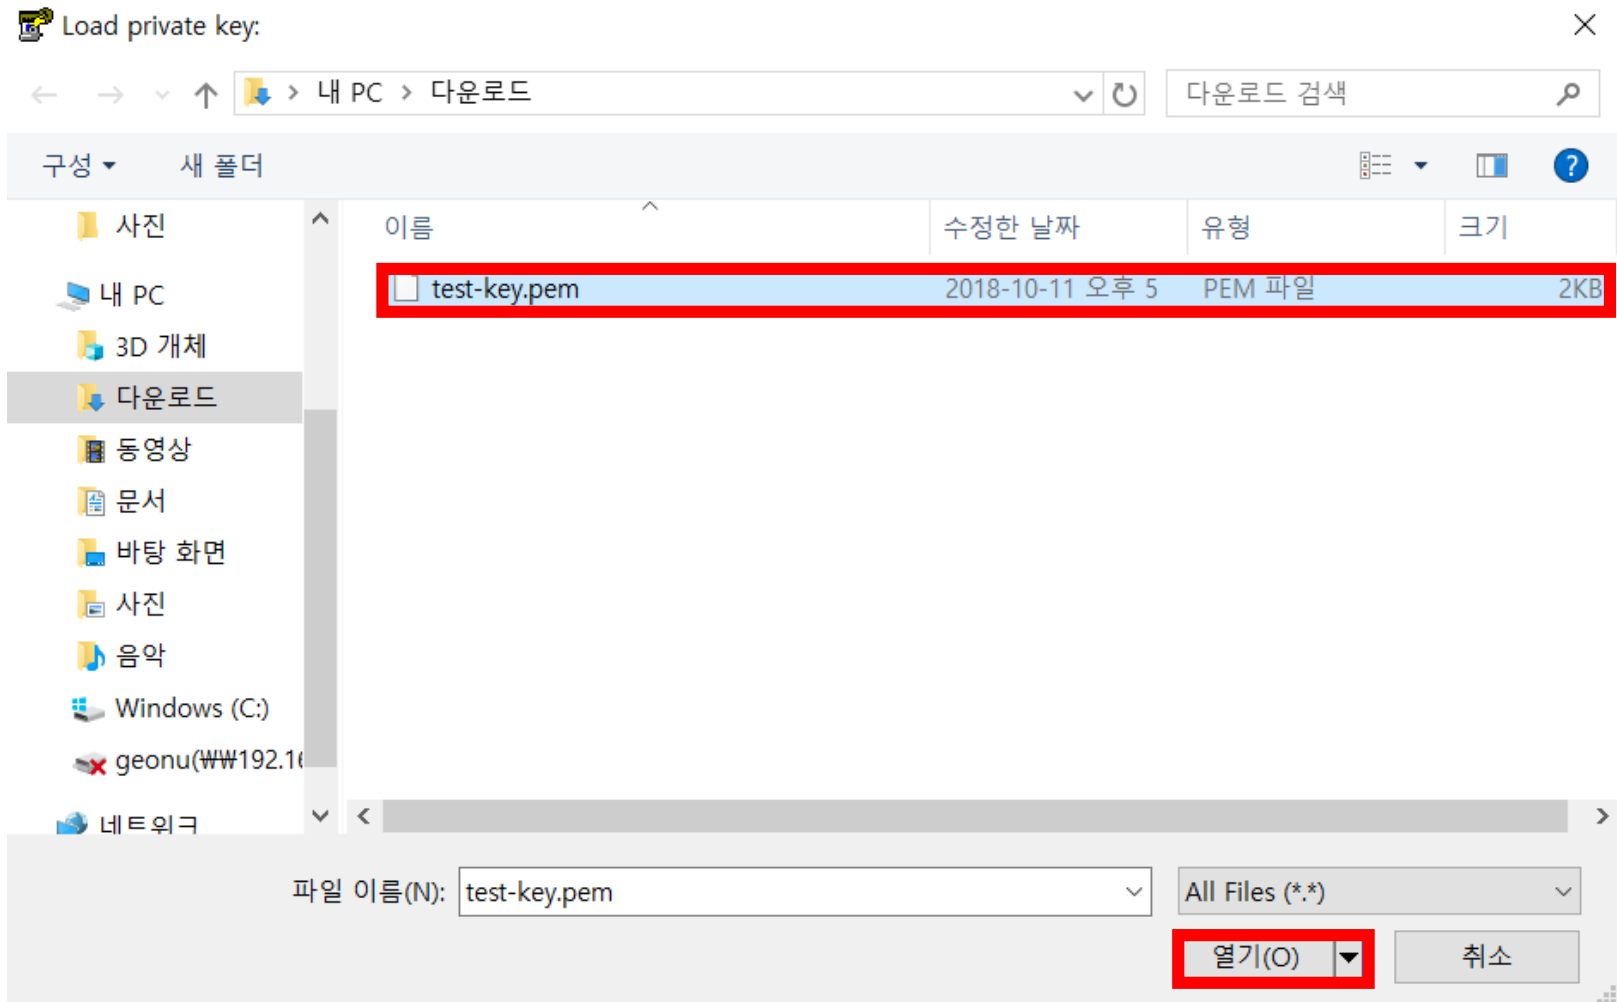 Load private key:
내 PC > 다운로드
다운로드 검색
구성 새 폴더
?
사진
내 PC
3D 개체
다운로드
동영상
문서
바탕 화면
사진
음악
Windows (C:)
geonu(₩₩192.16
네트워크
이름 수정한 날짜 유형 크기
test-key.pem 2018-10-11 오후 5 PEM 파일 2KB
파일 이름(N): test-key.pem All Files (*.*)
열기(O) 취소